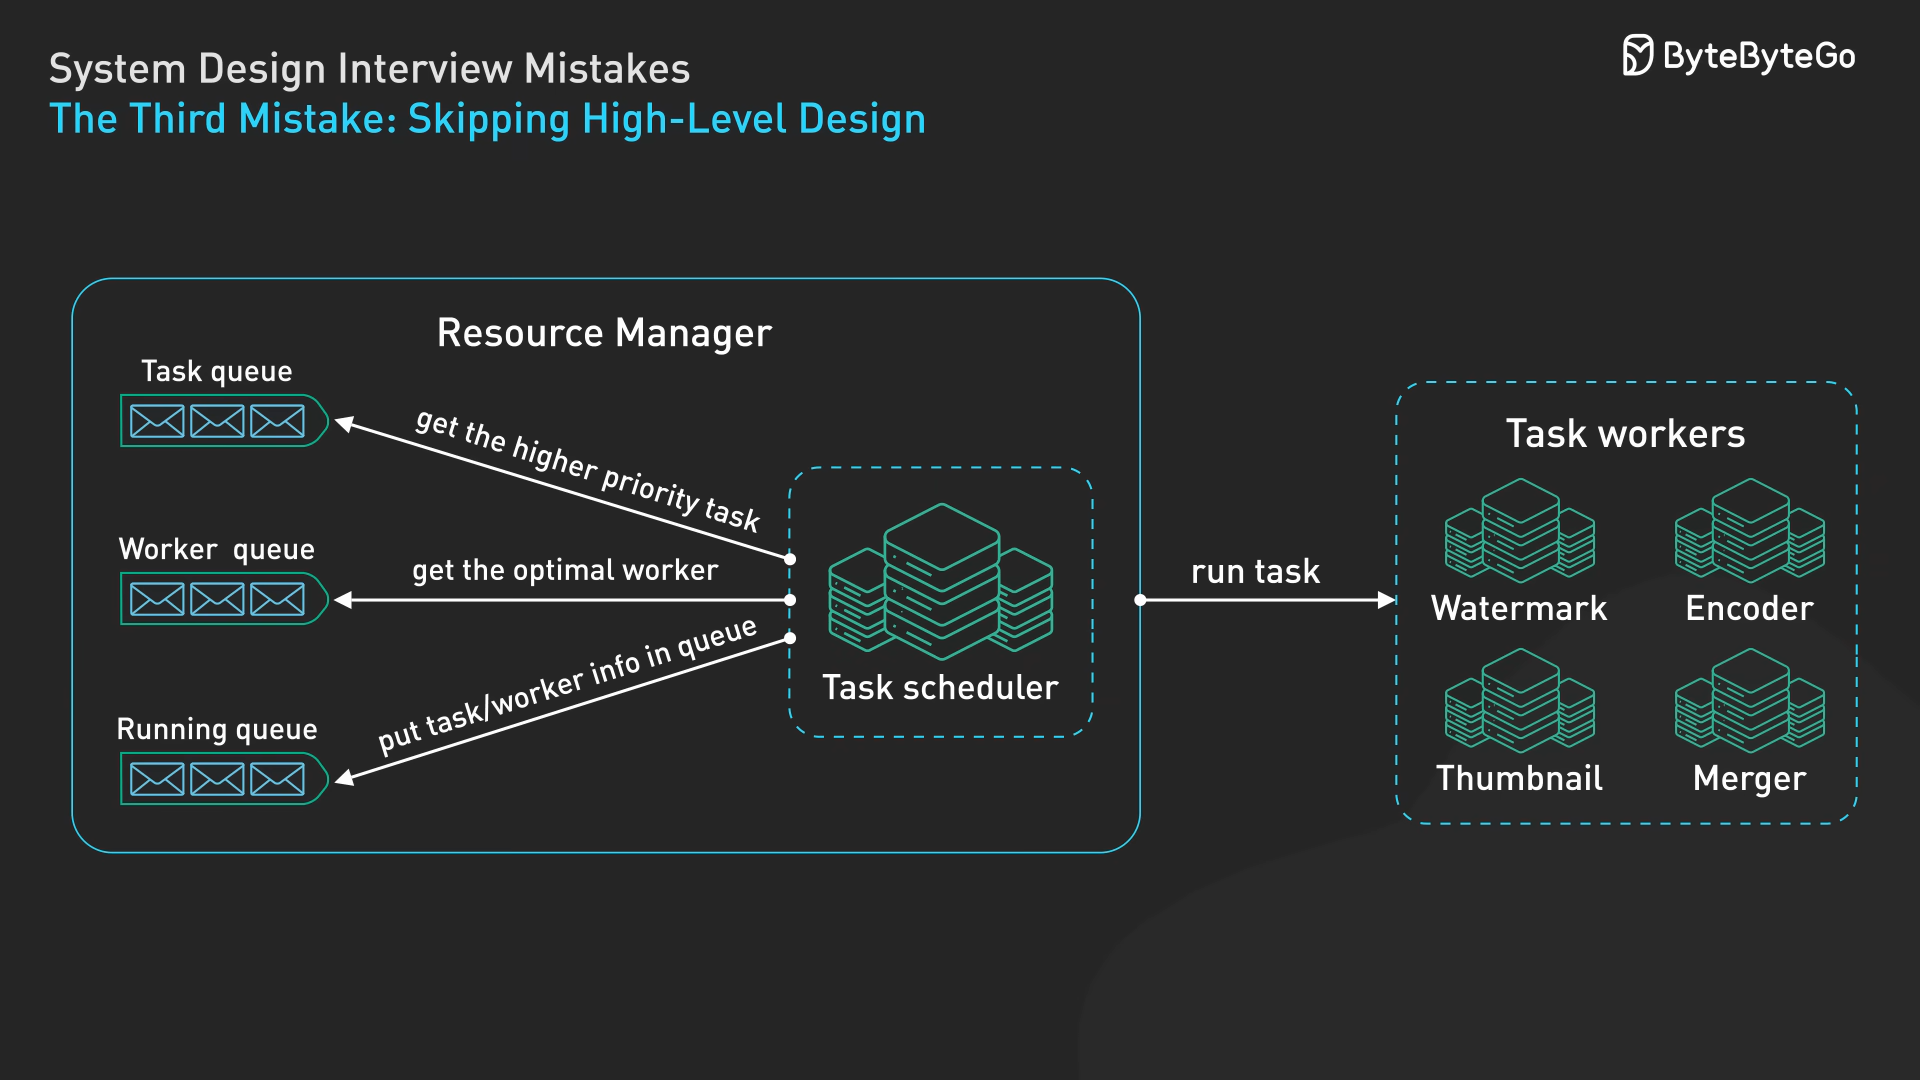 System Design Interview Mistakes
The Third Mistake: Skipping High-Level Design
ByteByteGo
Resource Manager
Task queue
get the higher priority task
Worker queue
get the optimal worker
Running queue
put task/worker info in queue
Task scheduler
run task
Task workers
Watermark
Encoder
Thumbnail
Merger